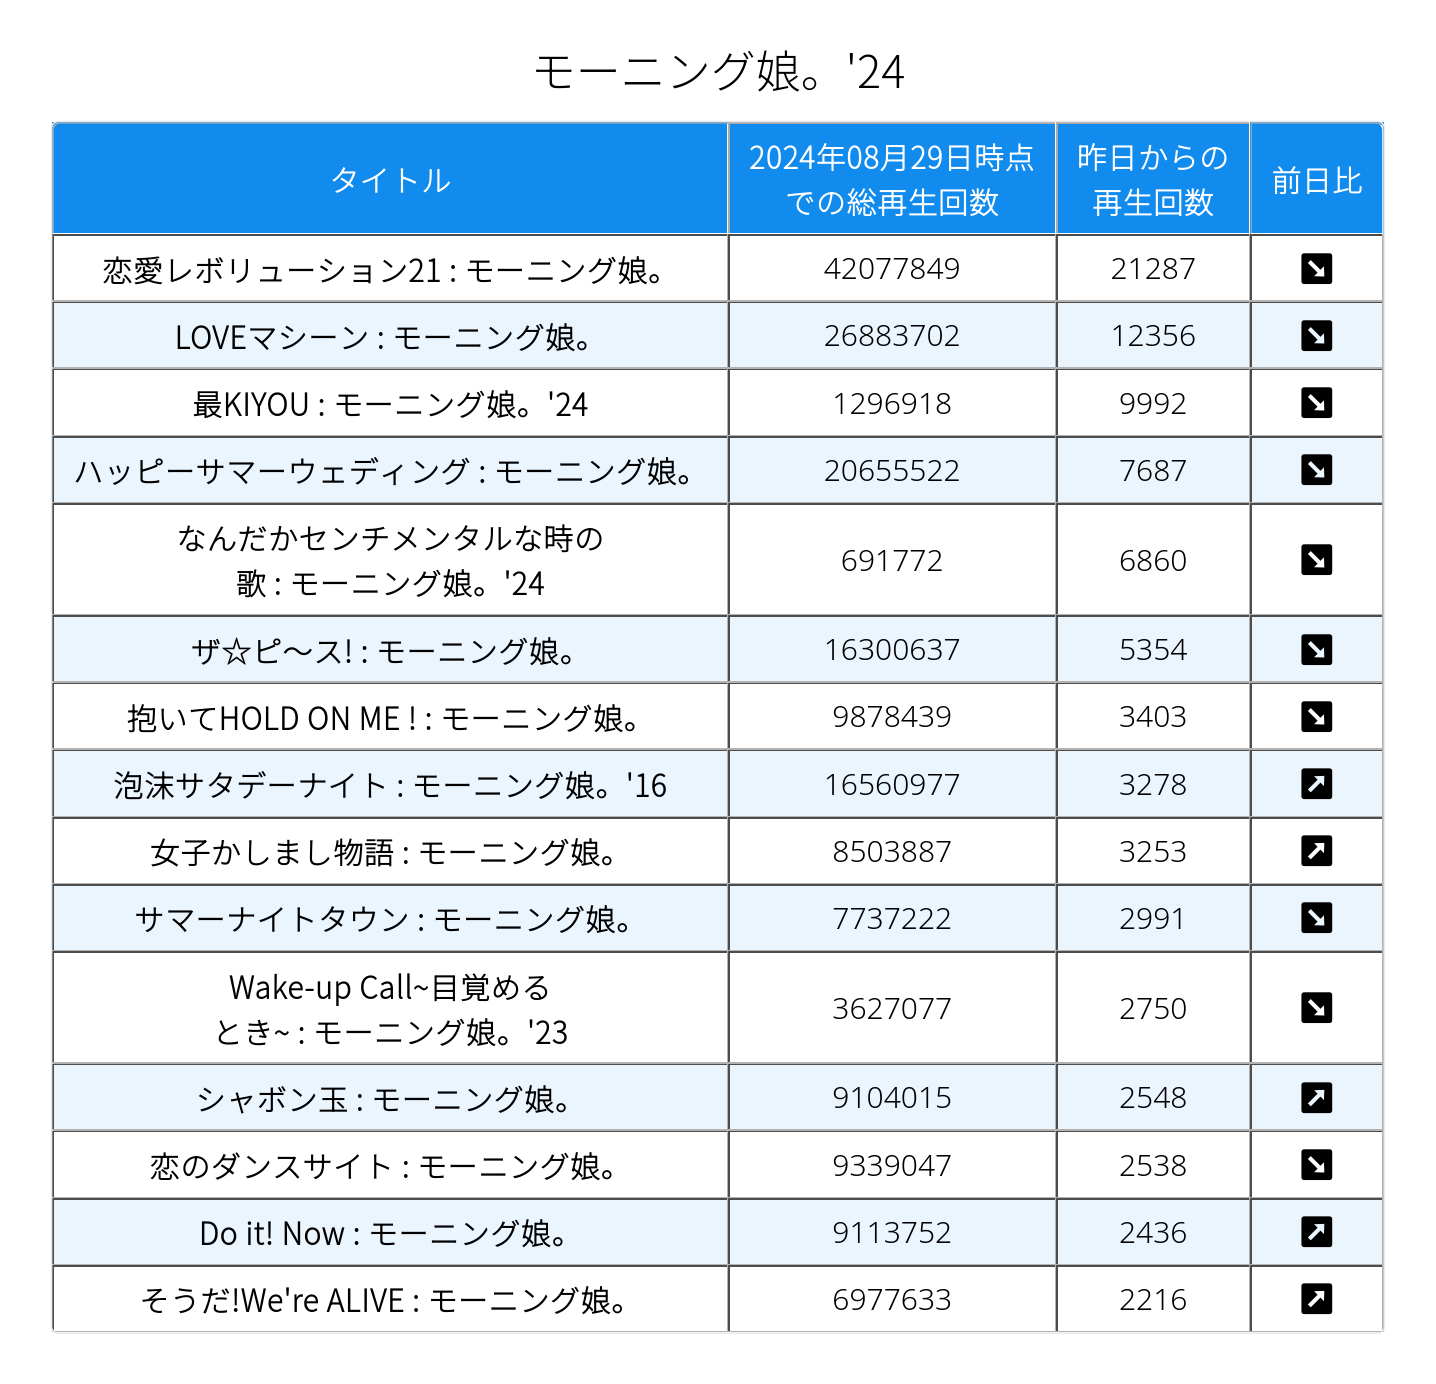 モーニング娘。'24
タイトル
2024年08月29日時点
での総再生回数
昨日からの
再生回数
前日比
恋愛レボリューション21 : モーニング娘。 42077849 21287 ↘
LOVEマシーン : モーニング娘。 26883702 12356 ↘
最KIYOU : モーニング娘。'24 1296918 9992 ↘
ハッピーサマーウェディング : モーニング娘。 20655522 7687 ↘
なんだかセンチメンタルな時の
歌 : モーニング娘。'24 691772 6860 ↘
ザ☆ピ〜ス! : モーニング娘。 16300637 5354 ↘
抱いてHOLD ON ME ! : モーニング娘。 9878439 3403 ↘
泡沫サタデーナイト : モーニング娘。'16 16560977 3278 ↗
女子かしまし物語 : モーニング娘。 8503887 3253 ↗
サマーナイトタウン : モーニング娘。 7737222 2991 ↘
Wake-up Call~目覚める
とき~ : モーニング娘。'23 3627077 2750 ↘
シャボン玉 : モーニング娘。 9104015 2548 ↗
恋のダンスサイト : モーニング娘。 9339047 2538 ↘
Do it! Now : モーニング娘。 9113752 2436 ↗
そうだ!We're ALIVE : モーニング娘。 6977633 2216 ↗